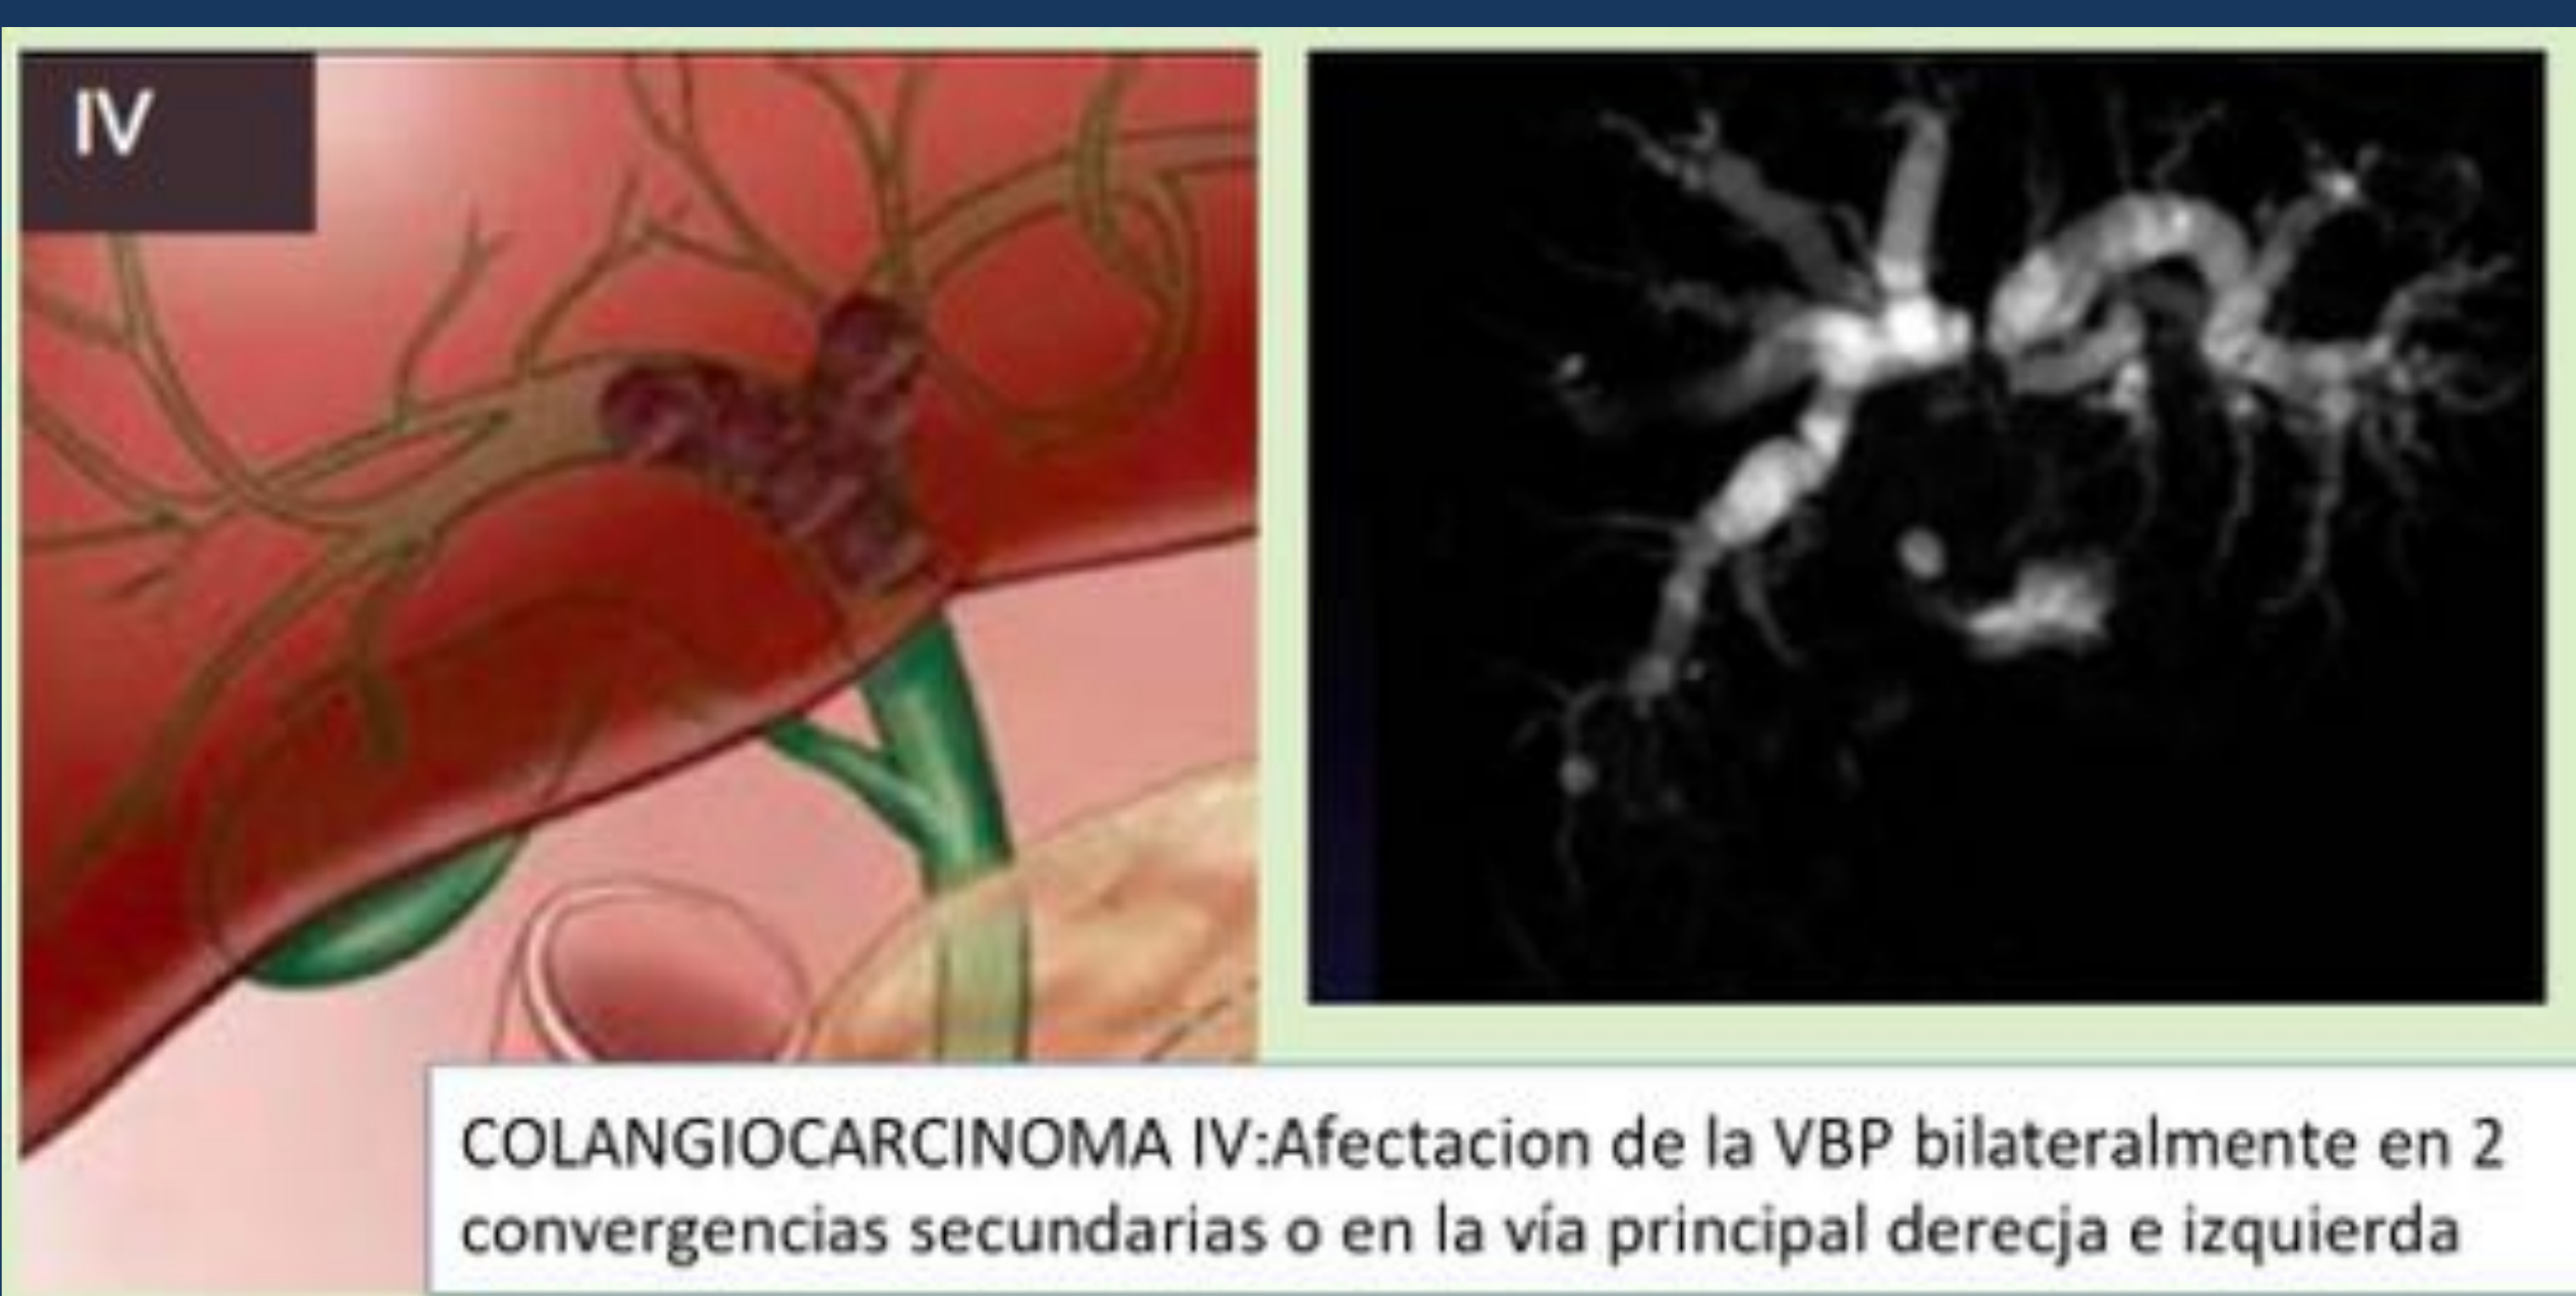 IV
COLANGIOCARCINOMA IV:Afectacion de la VBP bilateralmente en 2
convergencias secundarias o en la vía principal derecja e izquierda